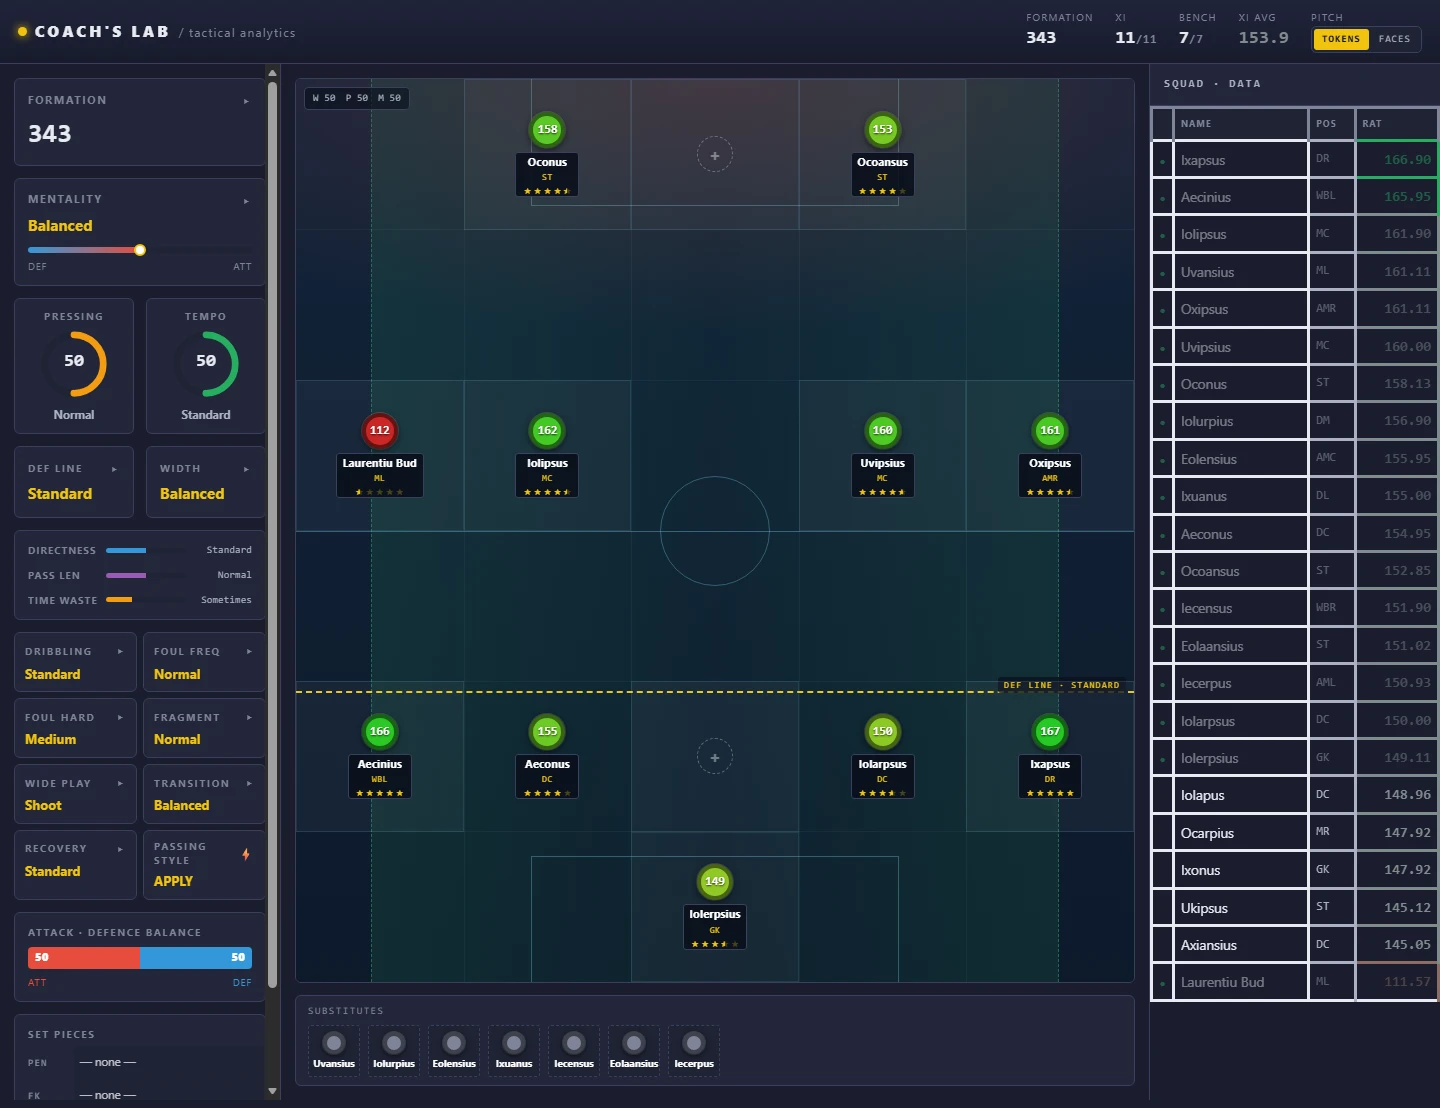 COACH'S LAB / tactical analytics
FORMATION
343
XI
11/11
BENCH
7/7
XI AVG
153.9
PITCH
TOKENS FACES
FORMATION
343
MENTALITY
Balanced
DEF ATT
PRESSING
50
Normal
TEMPO
50
Standard
DEF LINE
Standard
WIDTH
Balanced
DIRECTNESS Standard
PASS LEN Normal
TIME WASTE Sometimes
DRIBBLING
Standard
FOUL FREQ
Normal
FOUL HARD
Medium
FRAGMENT
Normal
WIDE PLAY
Shoot
TRANSITION
Balanced
RECOVERY
Standard
PASSING
STYLE
APPLY
ATTACK · DEFENCE BALANCE
50 50
ATT DEF
SET PIECES
PEN — none —
FK — none —
W 50 P 50 M 50
158
Oconus
ST
+
153
Ocoansus
ST
112
Laurentiu Bud
ML
162
Iolipsus
MC
160
Uvipsius
MC
161
Oxipsus
AMR
DEF LINE · STANDARD
166
Aecinius
WBL
155
Aeconus
DC
+
150
Iolarpsus
DC
167
Ixapsus
DR
149
Iolerpsius
GK
SUBSTITUTES
Uvansius
Iolurpius
Eolensius
Ixuanus
Iecensus
Eolaansius
Iecerpus
SQUAD · DATA
NAME POS RAT
Ixapsus DR 166.90
Aecinius WBL 165.95
Iolipsus MC 161.90
Uvansius ML 161.11
Oxipsus AMR 161.11
Uvipsius MC 160.00
Oconus ST 158.13
Iolurpius DM 156.90
Eolensius AMC 155.95
Ixuanus DL 155.00
Aeconus DC 154.95
Ocoansus ST 152.85
Iecensus WBR 151.90
Eolaansius ST 151.02
Iecerpus AML 150.93
Iolarpsus DC 150.00
Iolerpsius GK 149.11
Iolapus DC 148.96
Ocarpius MR 147.92
Ixonus GK 147.92
Ukipsus ST 145.12
Axiansius DC 145.05
Laurentiu Bud ML 111.57